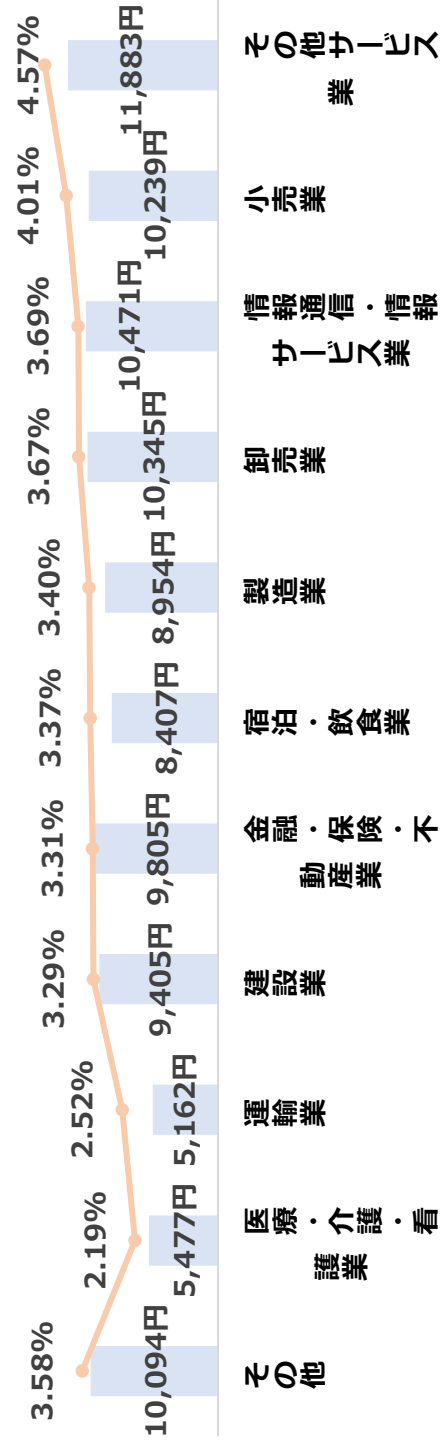 4.57%
4.01%
3.69%
3.67%
3.40%
3.37%
3.31%
3.29%
2.52%
2.19%
3.58%
11,883円
10,239円
10,471円
10,345円
8,954円
8,407円
9,805円
9,405円
5,162円
5,477円
10,094円
その他サービス
業
小売業
情報通信・情報
サービス業
卸売業
製造業
宿泊・飲食業
金融・保険・不
動産業
建設業
運輸業
医療・介護・看
護業
その他